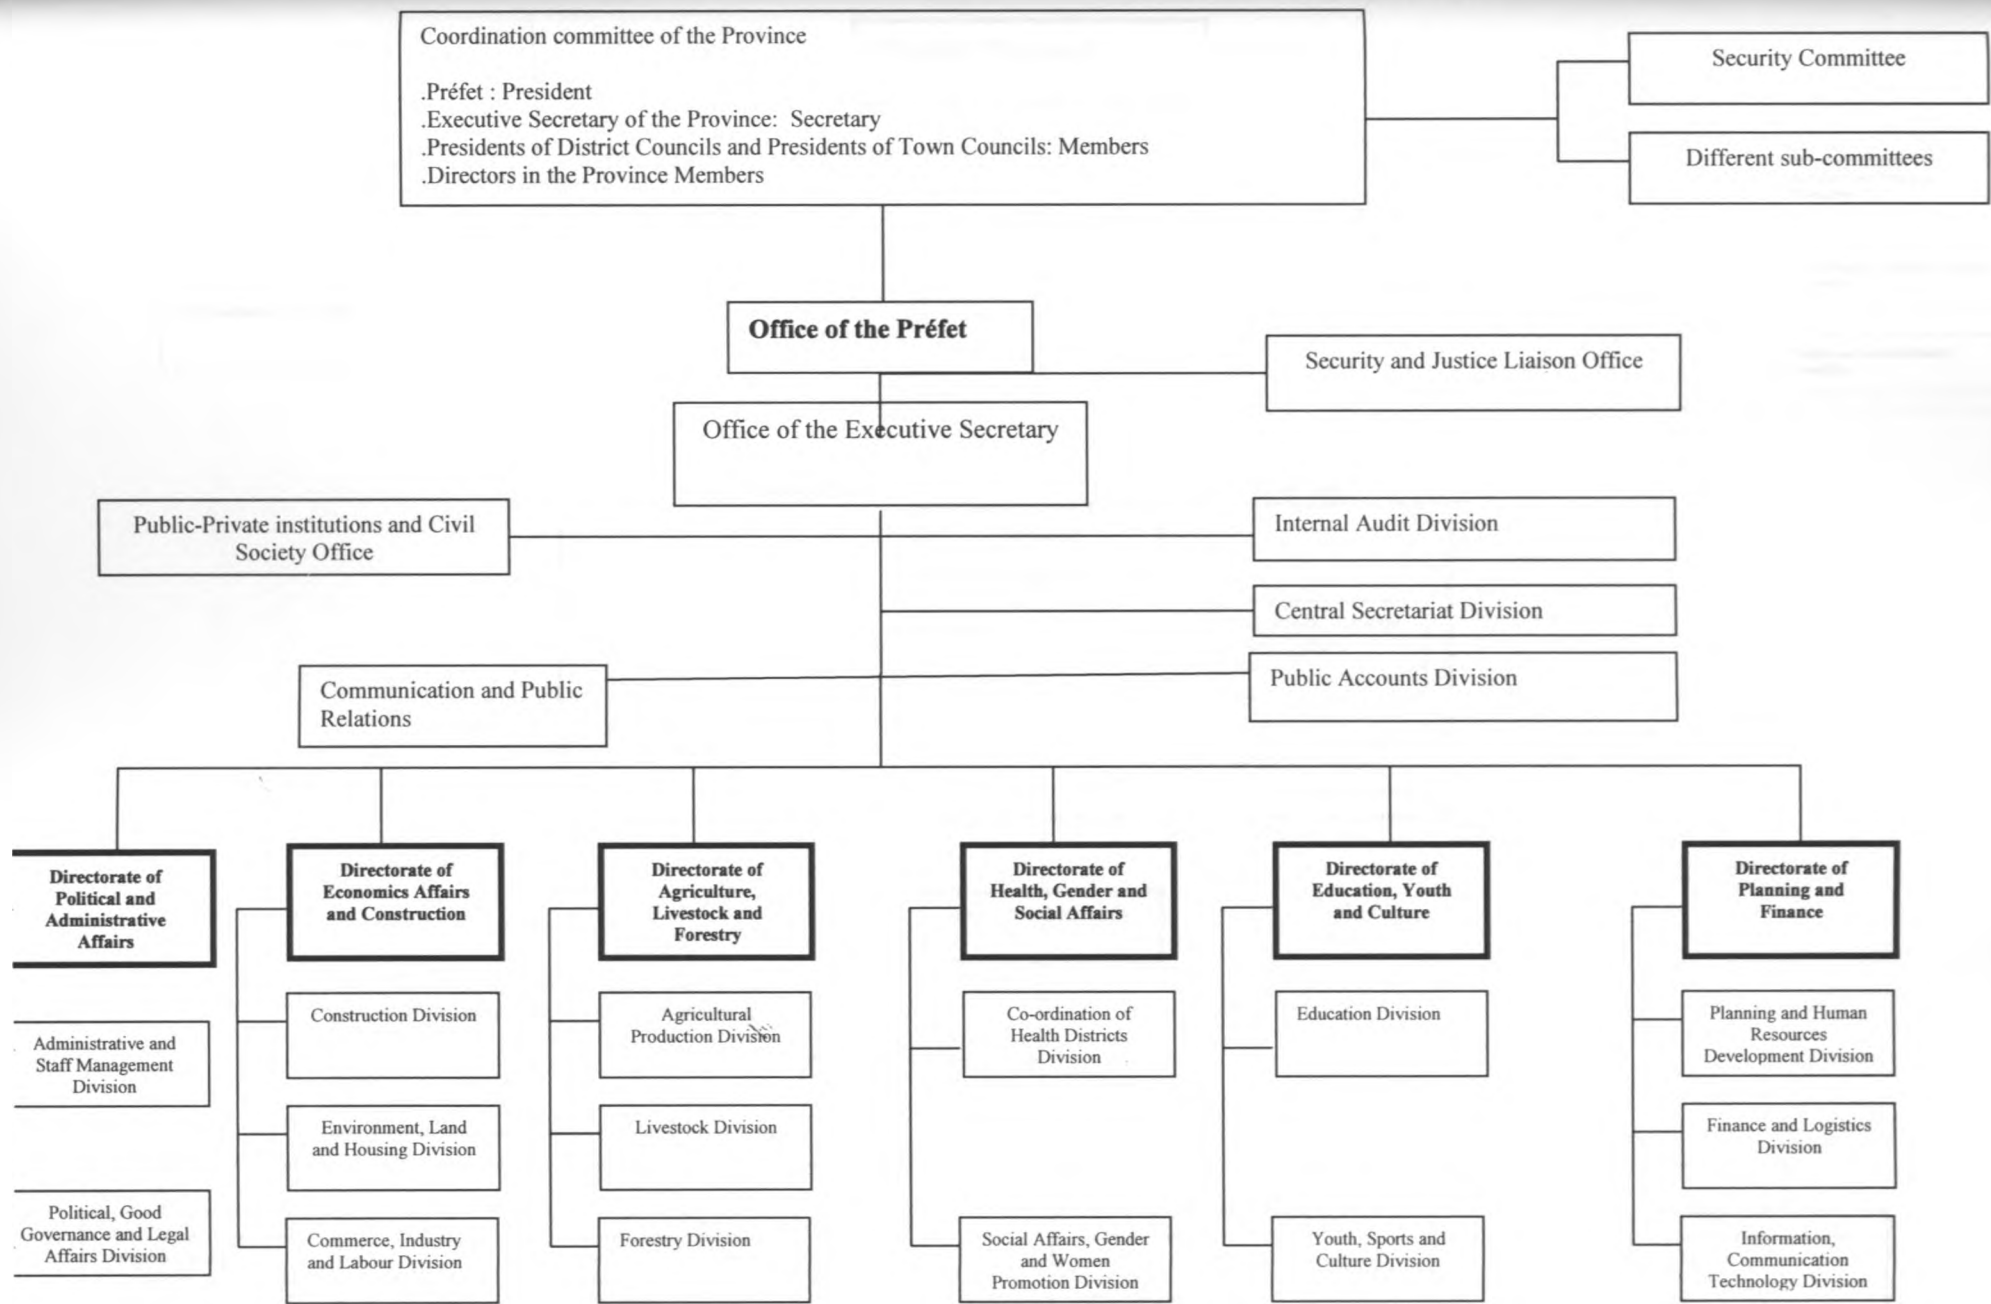 Coordination committee of the Province
.Préfet : President
.Executive Secretary of the Province: Secretary
.Presidents of District Councils and Presidents of Town Councils: Members
.Directors in the Province Members
Security Committee
Different sub-committees
Office of the Préfet
Security and Justice Liaison Office
Office of the Executive Secretary
Public-Private institutions and Civil
Society Office
Internal Audit Division
Central Secretariat Division
Communication and Public
Relations
Public Accounts Division
Directorate of
Political and
Administrative
Affairs
Administrative and
Staff Management
Division
Political, Good
Governance and Legal
Affairs Division
Directorate of
Economics Affairs
and Construction
Construction Division
Environment, Land
and Housing Division
Commerce, Industry
and Labour Division
Directorate of
Agriculture,
Livestock and
Forestry
Agricultural
Production Division
Livestock Division
Forestry Division
Directorate of
Health, Gender and
Social Affairs
Co-ordination of
Health Districts
Division
Social Affairs, Gender
and Women
Promotion Division
Directorate of
Education, Youth
and Culture
Education Division
Youth, Sports and
Culture Division
Directorate of
Planning and
Finance
Planning and Human
Resources
Development Division
Finance and Logistics
Division
Information,
Communication
Technology Division